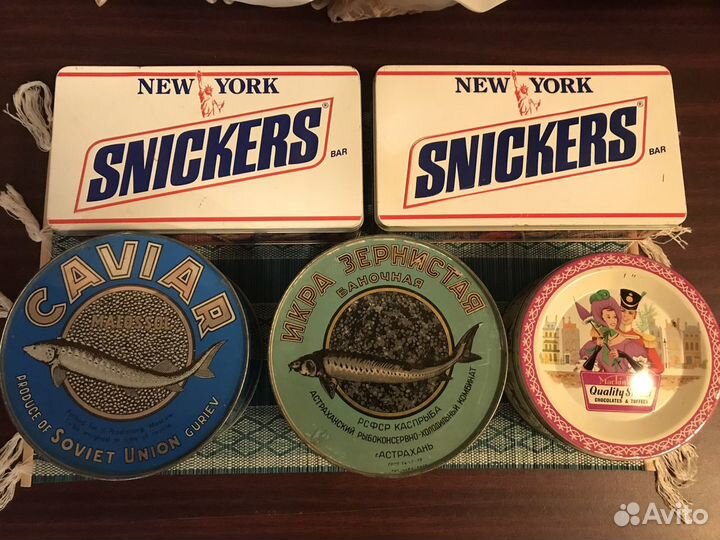 NEW YORK
SNICKERS®
BAR
NEW YORK
SNICKERS®
BAR
CAVIAR
PRODUCE OF SOVIET UNION GURIEV
ИКРА ЗЕРНИСТАЯ
БАНОЧНАЯ
РСФСР КАСПРЫБА
АСТРАХАНСКИЙ РЫБОКОНСЕРВНО-ХОЛОДИЛЬНЫЙ КОМБИНАТ
г.АСТРАХАНЬ
Quality
CHOCOLATES & TOFFEES
Avito